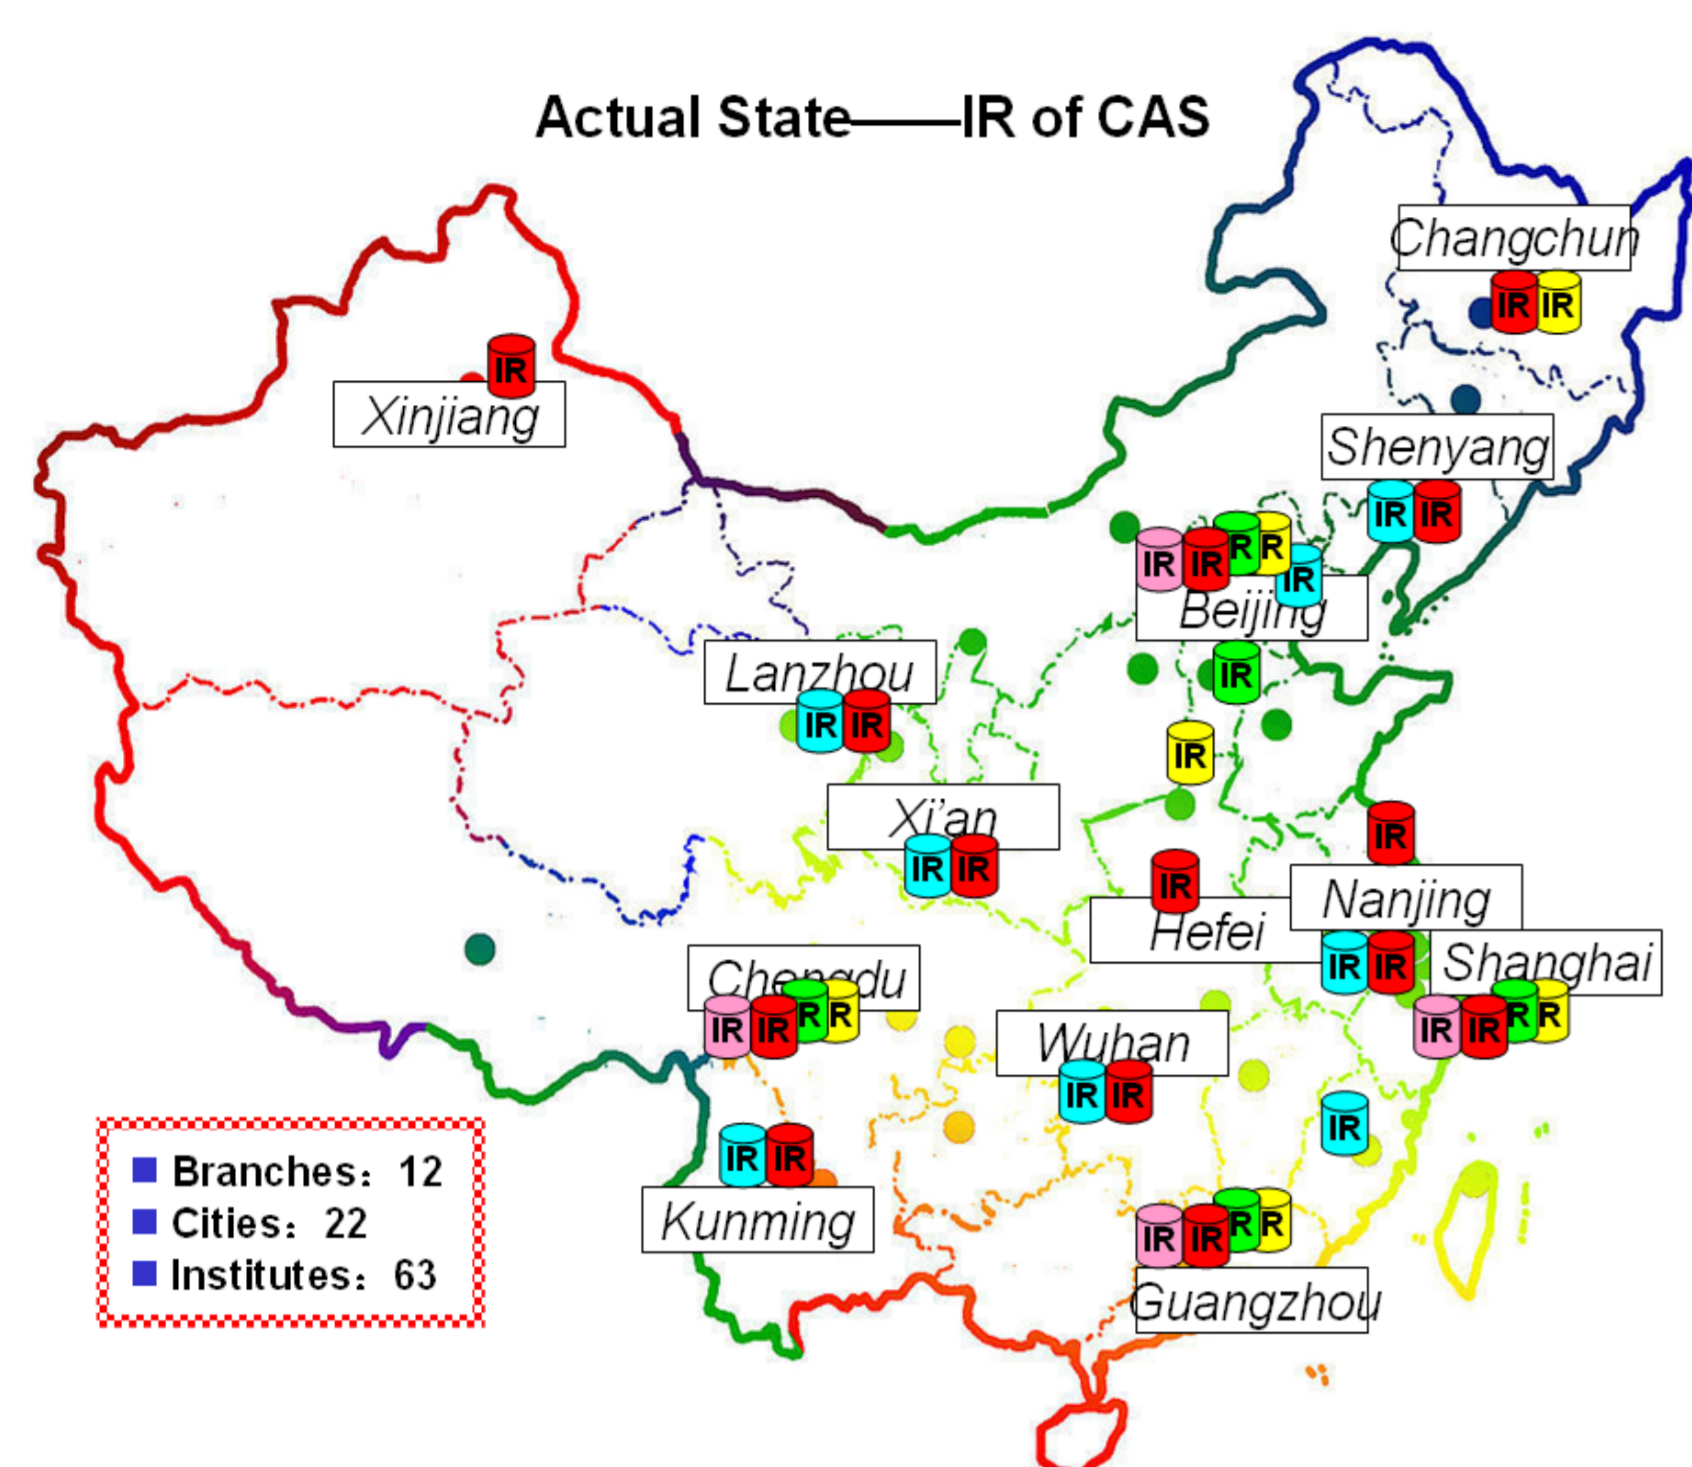 Actual State——IR of CAS
Changchun
IR IR
IR
Xinjiang
Shenyang
IR IR
IR IR R R IR
Beijing
Lanzhou
IR
IR IR
IR
Xi'an
IR
IR IR
IR
Nanjing
Hefei
IR IR
Shanghai
Chengdu
IR IR R R
IR IR R R
Wuhan
IR IR
IR
IR IR
Kunming
IR IR R R
Guangzhou
Branches：12
Cities：22
Institutes：63